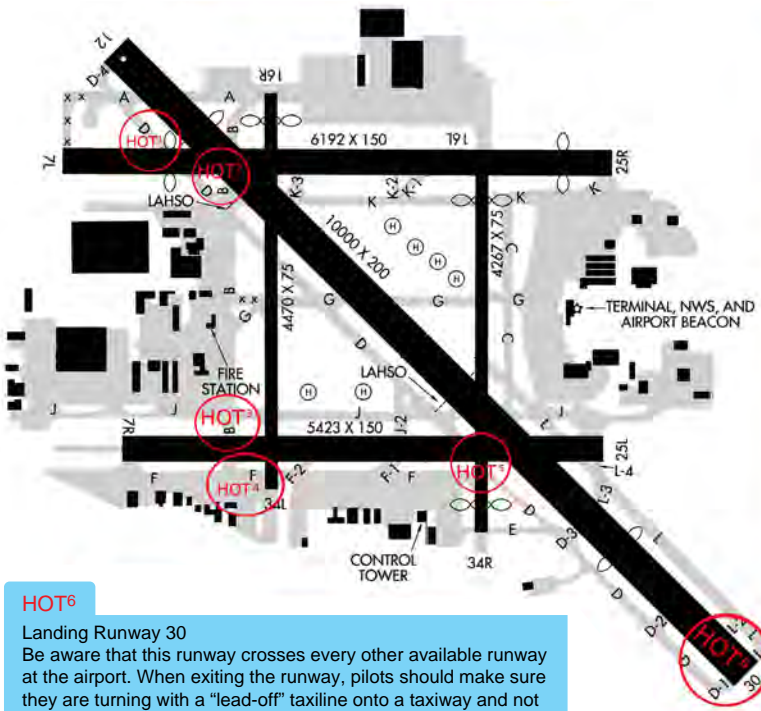 12
D-4
A
A
B
16R
D
HOT¹
6192 X 150
16L
7L
25R
HOT²
D
B
LAHSO
K-3
K-2
K-1
K
K
K
H
H
H
H
10000 X 200
4267 X 75
C
4470 X 75
B
G
G
G
C
D
TERMINAL, NWS, AND
AIRPORT BEACON
FIRE
STATION
LAHSO
H
H
J
J
J
J
J-2
L
HOT³
B
5423 X 150
7R
25L
L-4
HOT⁵
F
F
F-2
F-1
F
HOT⁴
34L
D
E
L-3
L
D-3
CONTROL
TOWER
34R
D
D-2
G
D-1
HOT⁶
30
HOT⁶
Landing Runway 30
Be aware that this runway crosses every other available runway
at the airport. When exiting the runway, pilots should make sure
they are turning with a “lead-off” taxiline onto a taxiway and not